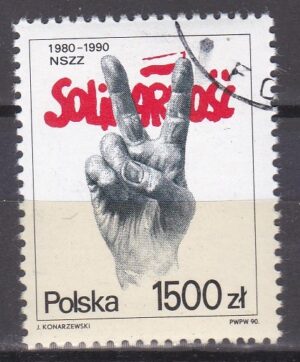 1980-1990
NSZZ
SOLIDARNOŚĆ
Polska 1500 zł
J. KONARZEWSKI PWPW 90.
F